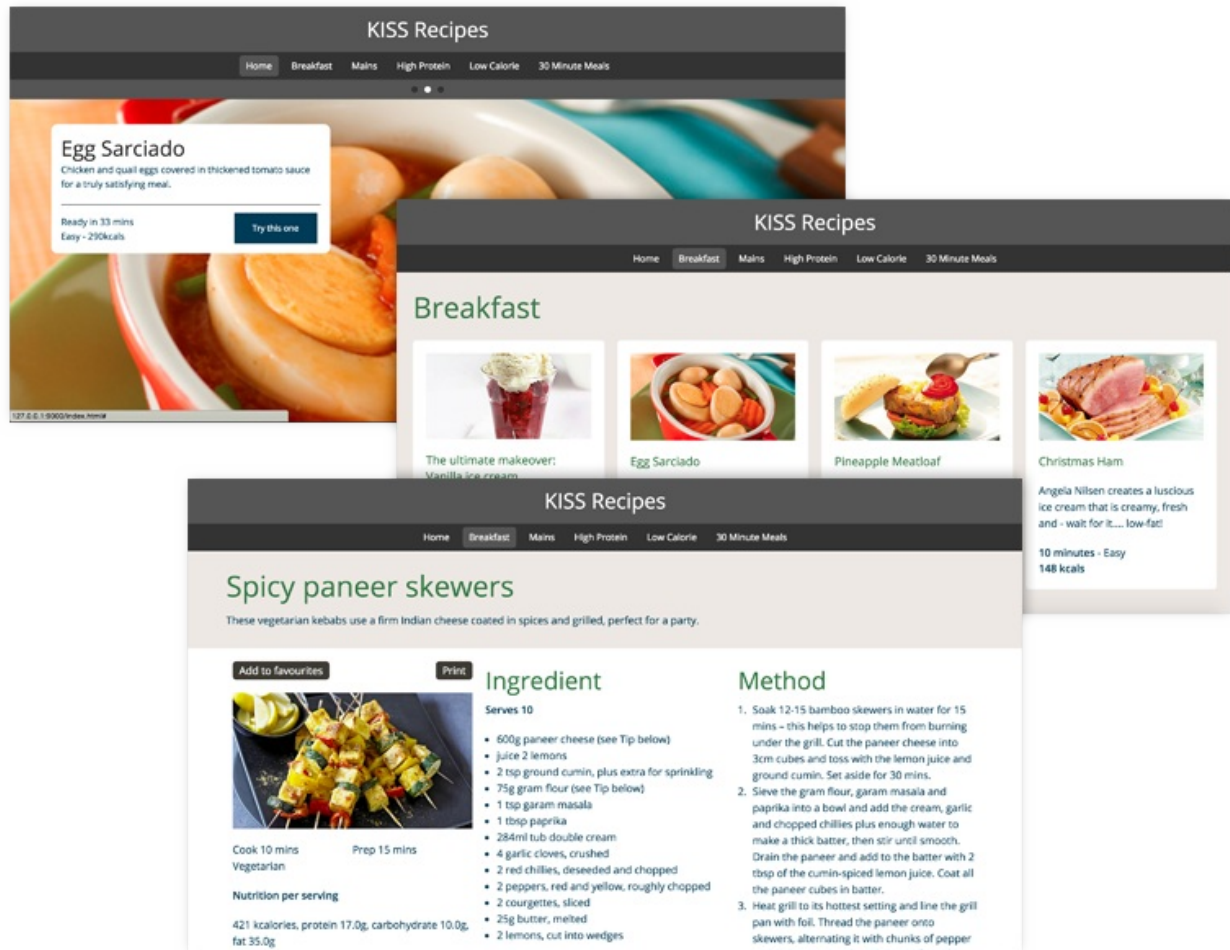 KISS Recipes
Home Breakfast Mains High Protein Low Calorie 30 Minute Meals
Egg Sarciado
Chicken and quail eggs covered in thickened tomato sauce
for a truly satisfying meal.
Ready in 33 mins
Easy - 290kcals
Try this one
127.0.0.1:9000/index.html#
KISS Recipes
Home Breakfast Mains High Protein Low Calorie 30 Minute Meals
Breakfast
The ultimate makeover:
Vanilla ice cream
Egg Sarciado
Pineapple Meatloaf
Christmas Ham
Angela Nilsen creates a luscious
ice cream that is creamy, fresh
and - wait for it.... low-fat!
10 minutes - Easy
148 kcals
KISS Recipes
Home Breakfast Mains High Protein Low Calorie 30 Minute Meals
Spicy paneer skewers
These vegetarian kebabs use a firm Indian cheese coated in spices and grilled, perfect for a party.
Add to favourites
Print
Cook 10 mins Prep 15 mins
Vegetarian
Nutrition per serving
421 kcalories, protein 17.0g, carbohydrate 10.0g,
fat 35.0g
Ingredient
Serves 10
• 600g paneer cheese (see Tip below)
• juice 2 lemons
• 2 tsp ground cumin, plus extra for sprinkling
• 75g gram flour (see Tip below)
• 1 tsp garam masala
• 1 tbsp paprika
• 284ml tub double cream
• 4 garlic cloves, crushed
• 2 red chillies, deseeded and chopped
• 2 peppers, red and yellow, roughly chopped
• 2 courgettes, sliced
• 25g butter, melted
• 2 lemons, cut into wedges
Method
1. Soak 12-15 bamboo skewers in water for 15
mins – this helps to stop them from burning
under the grill. Cut the paneer cheese into
3cm cubes and toss with the lemon juice and
ground cumin. Set aside for 30 mins.
2. Sieve the gram flour, garam masala and
paprika into a bowl and add the cream, garlic
and chopped chillies plus enough water to
make a thick batter, then stir until smooth.
Drain the paneer and add to the batter with 2
tbsp of the cumin-spiced lemon juice. Coat all
the paneer cubes in batter.
3. Heat grill to its hottest setting and line the grill
pan with foil. Thread the paneer onto
skewers, alternating it with chunks of pepper